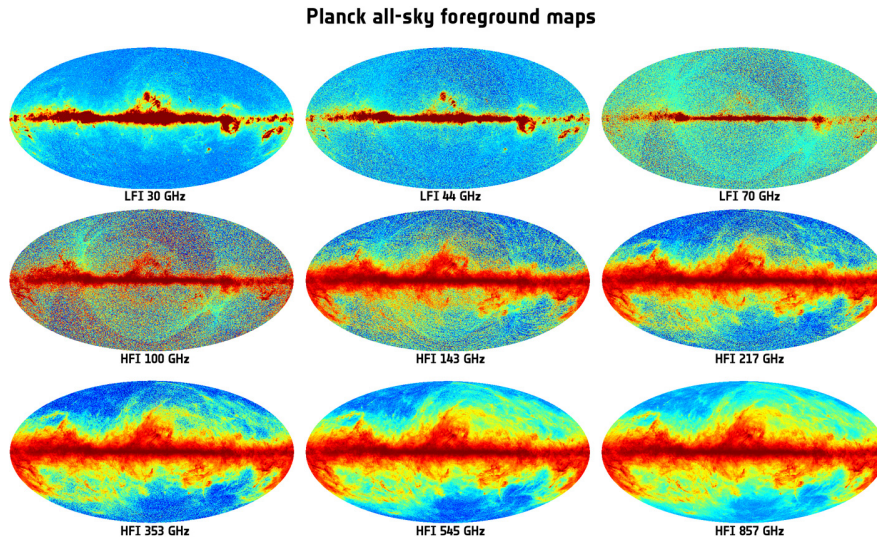 Planck all-sky foreground maps
LFI 30 GHz
LFI 44 GHz
LFI 70 GHz
HFI 100 GHz
HFI 143 GHz
HFI 217 GHz
HFI 353 GHz
HFI 545 GHz
HFI 857 GHz